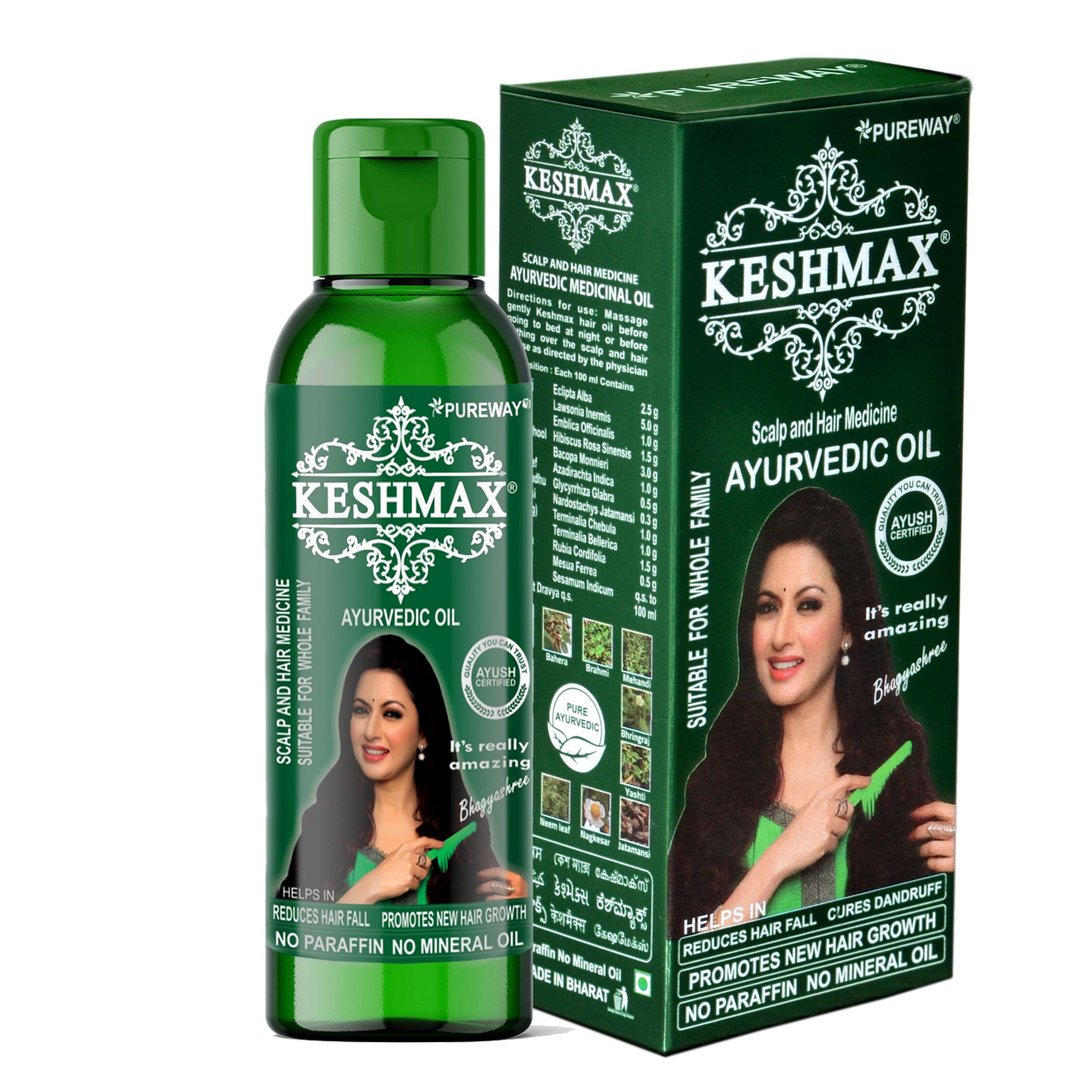 PUREWAY®
KESHMAX®
AYURVEDIC OIL
SCALP AND HAIR MEDICINE
SUITABLE FOR WHOLE FAMILY
QUALITY YOU CAN TRUST
AYUSH
CERTIFIED
It's really
amazing
Bhagyashree
HELPS IN
REDUCES HAIR FALL PROMOTES NEW HAIR GROWTH
NO PARAFFIN NO MINERAL OIL
PUREWAY®
KESHMAX®
SCALP AND HAIR MEDICINE
AYURVEDIC MEDICINAL OIL
Directions for use: Massage
gently Keshmax hair oil before
going to bed at night or before
over the scalp and hair
as directed by the physician
: Each 100 ml Contains
Eclipta Alba 2.5 g
Lawsonia Inermis 5.0 g
Emblica Officinalis 1.0 g
Hibiscus Rosa Sinensis 1.5 g
Bacopa Monnieri 3.0 g
Azadirachta Indica 1.0 g
Glycyrrhiza Glabra 0.5 g
Nardostachys Jatamansi 0.3 g
Terminalia Chebula 1.0 g
Terminalia Bellerica 1.0 g
Rubia Cordifolia 1.5 g
Mesua Ferrea 0.5 g
Sesamum Indicum q.s. to
Dravya q.s. 100 ml
Bahera
Brahmi
Mehandi
PURE
AYURVEDIC
Bhringraj
Yashti
Neem leaf
Nagkesar
Jatamansi
কেশ ম্যাক্স കേഷ്മാക്സ്
કેશમેક્સ ಕೆಶ್‌ಮ್ಯಾಕ್ಸ್
केशमैक्स
No Mineral Oil
IN BHARAT
PUREWAY®
KESHMAX®
Scalp and Hair Medicine
AYURVEDIC OIL
SUITABLE FOR WHOLE FAMILY
QUALITY YOU CAN TRUST
AYUSH
CERTIFIED
It's really
amazing
Bhagyashree
HELPS IN
REDUCES HAIR FALL CURES DANDRUFF
PROMOTES NEW HAIR GROWTH
NO PARAFFIN NO MINERAL OIL